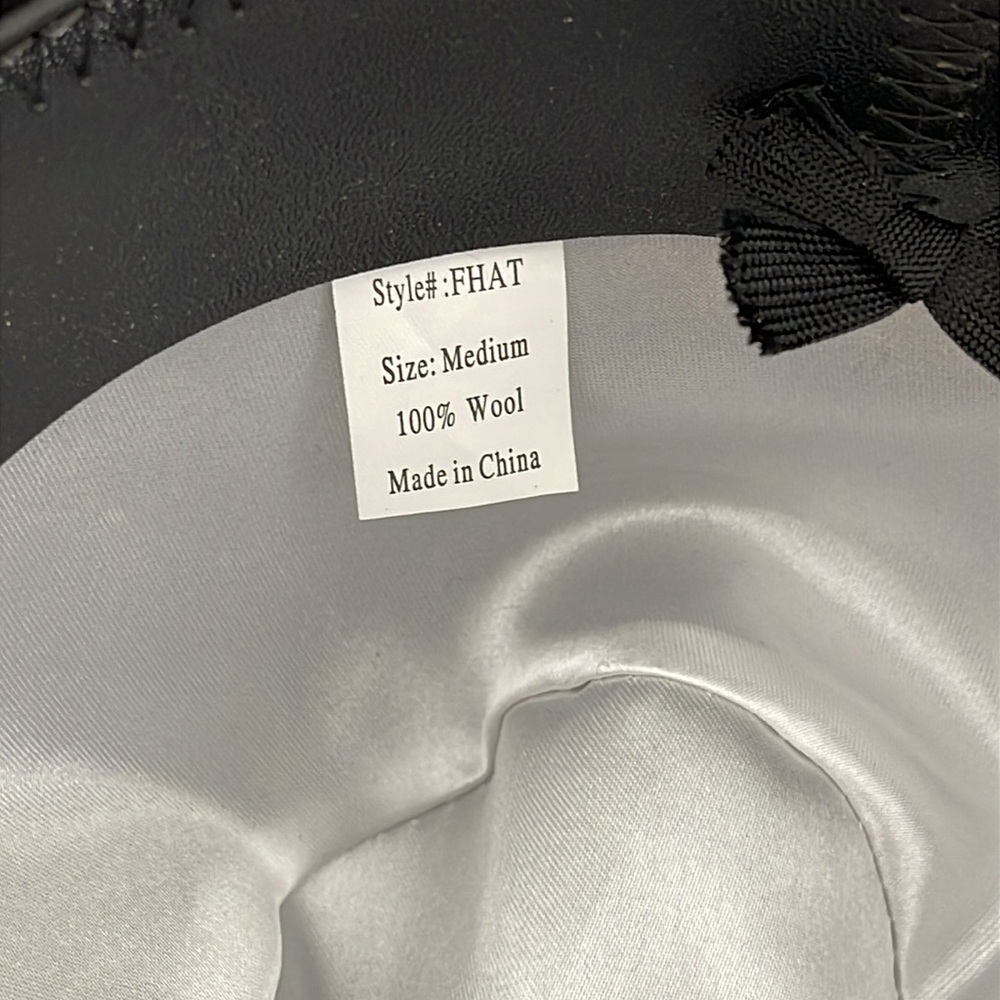 Style#:FHAT
Size: Medium
100% Wool
Made in China